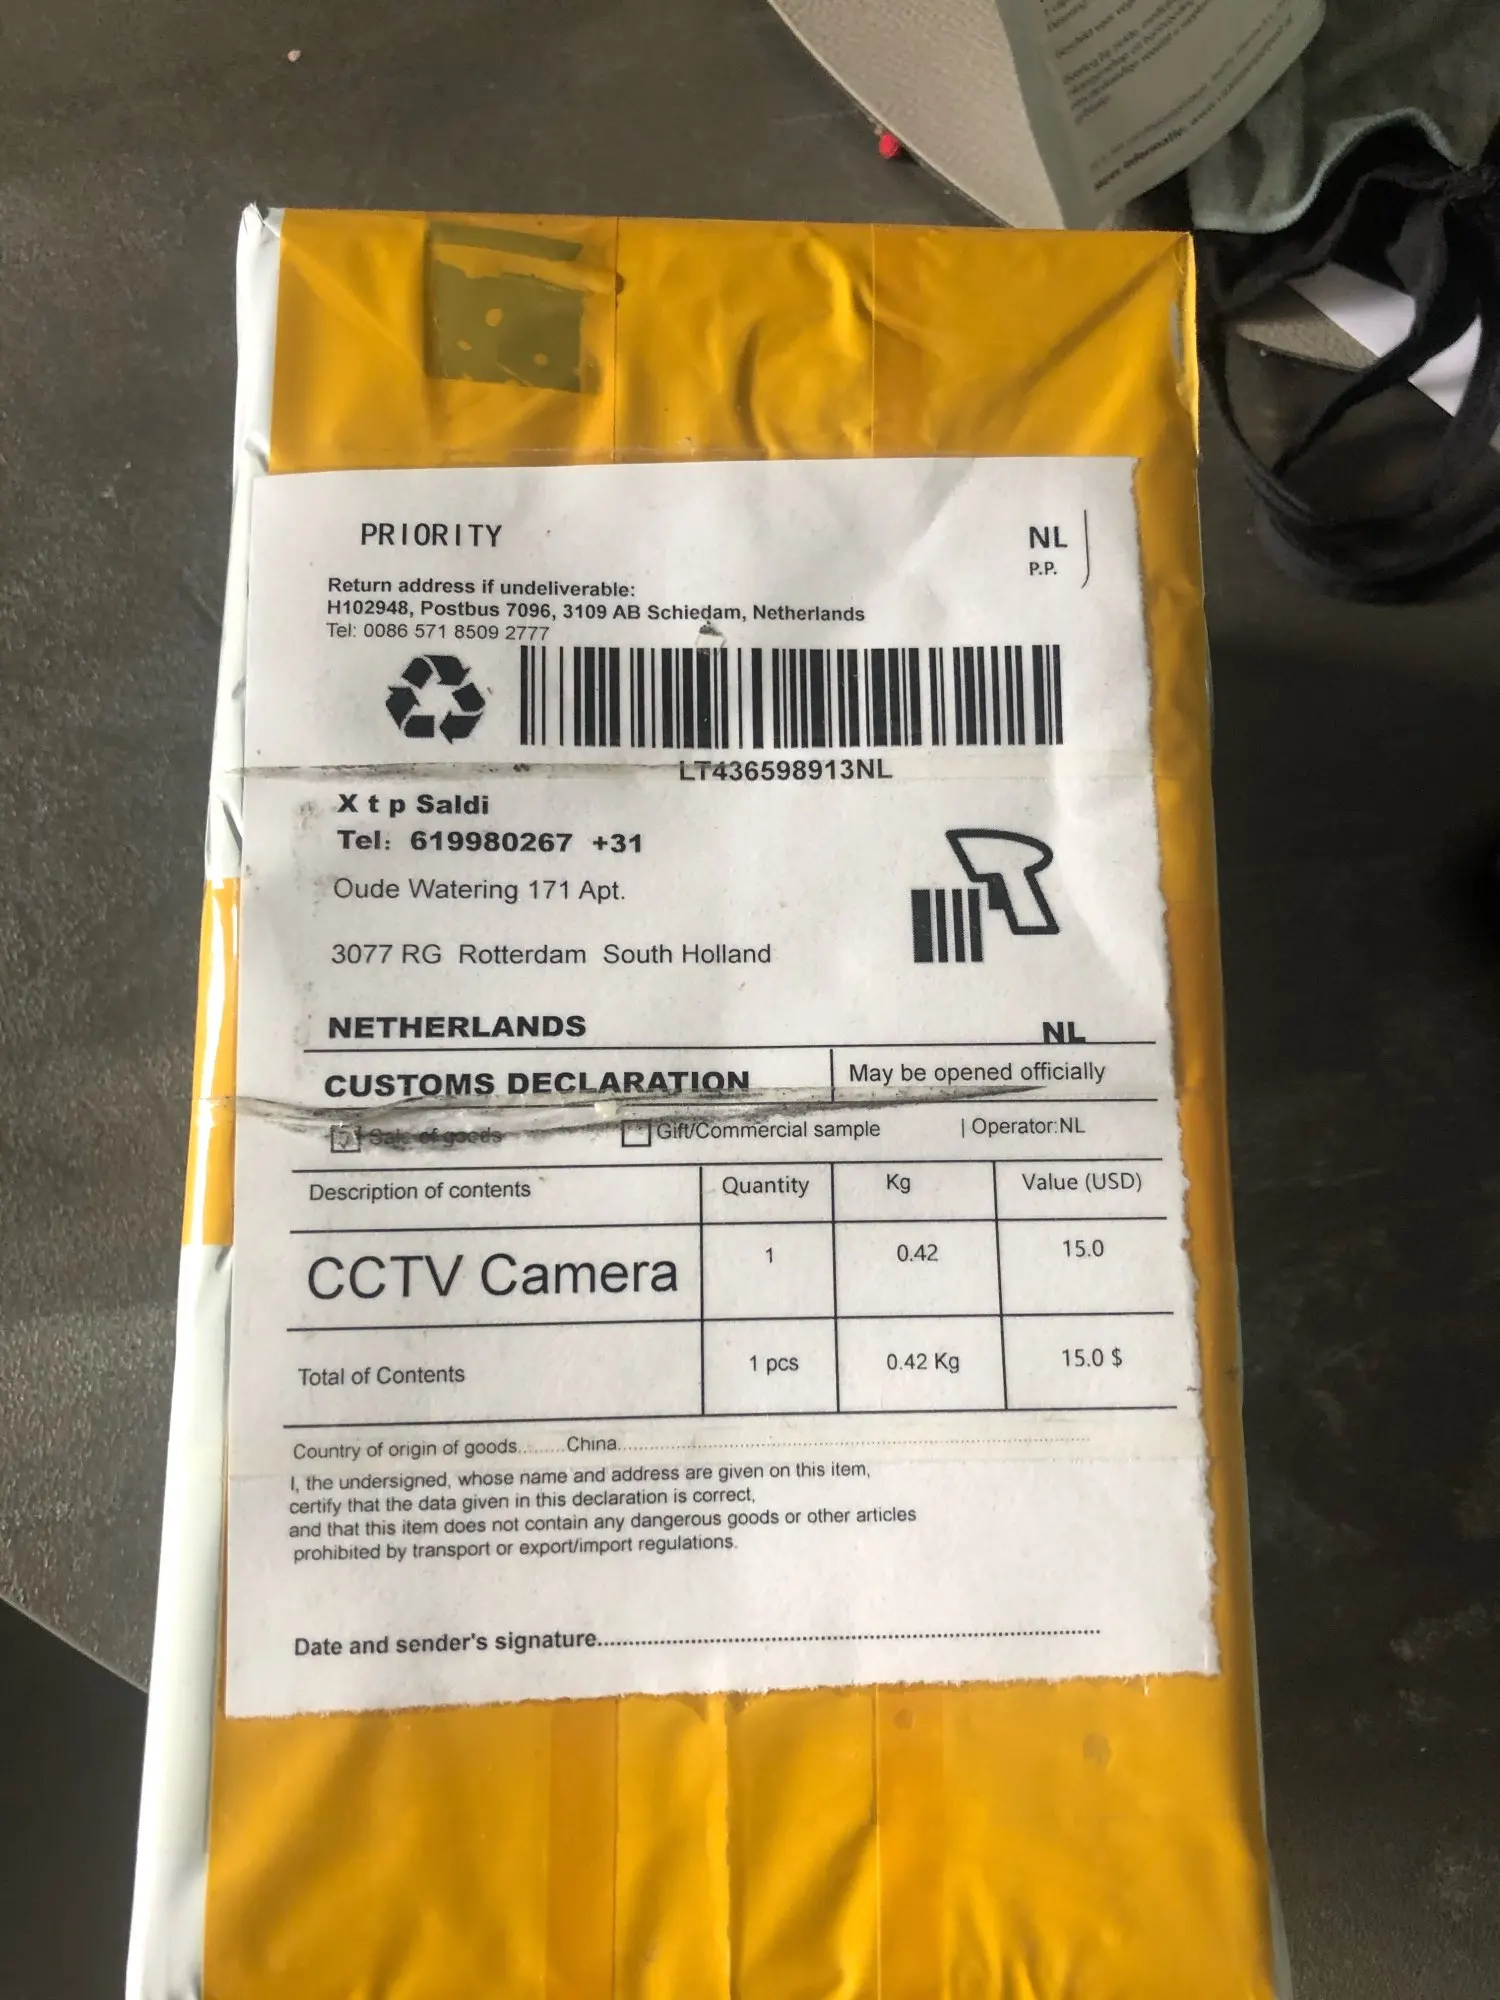 PRIORITY
NL
P.P.
Return address if undeliverable:
H102948, Postbus 7096, 3109 AB Schiedam, Netherlands
Tel: 0086 571 8509 2777
LT436598913NL
X t p Saldi
Tel: 619980267 +31
Oude Watering 171 Apt.
3077 RG Rotterdam South Holland
NETHERLANDS NL
CUSTOMS DECLARATION May be opened officially
Sale of goods Gift/Commercial sample | Operator:NL
Description of contents Quantity Kg Value (USD)
CCTV Camera 1 0.42 15.0
Total of Contents 1 pcs 0.42 Kg 15.0 $
Country of origin of goods.........China.............................................................................................
I, the undersigned, whose name and address are given on this item,
certify that the data given in this declaration is correct,
and that this item does not contain any dangerous goods or other articles
prohibited by transport or export/import regulations.
Date and sender's signature...................................................................................